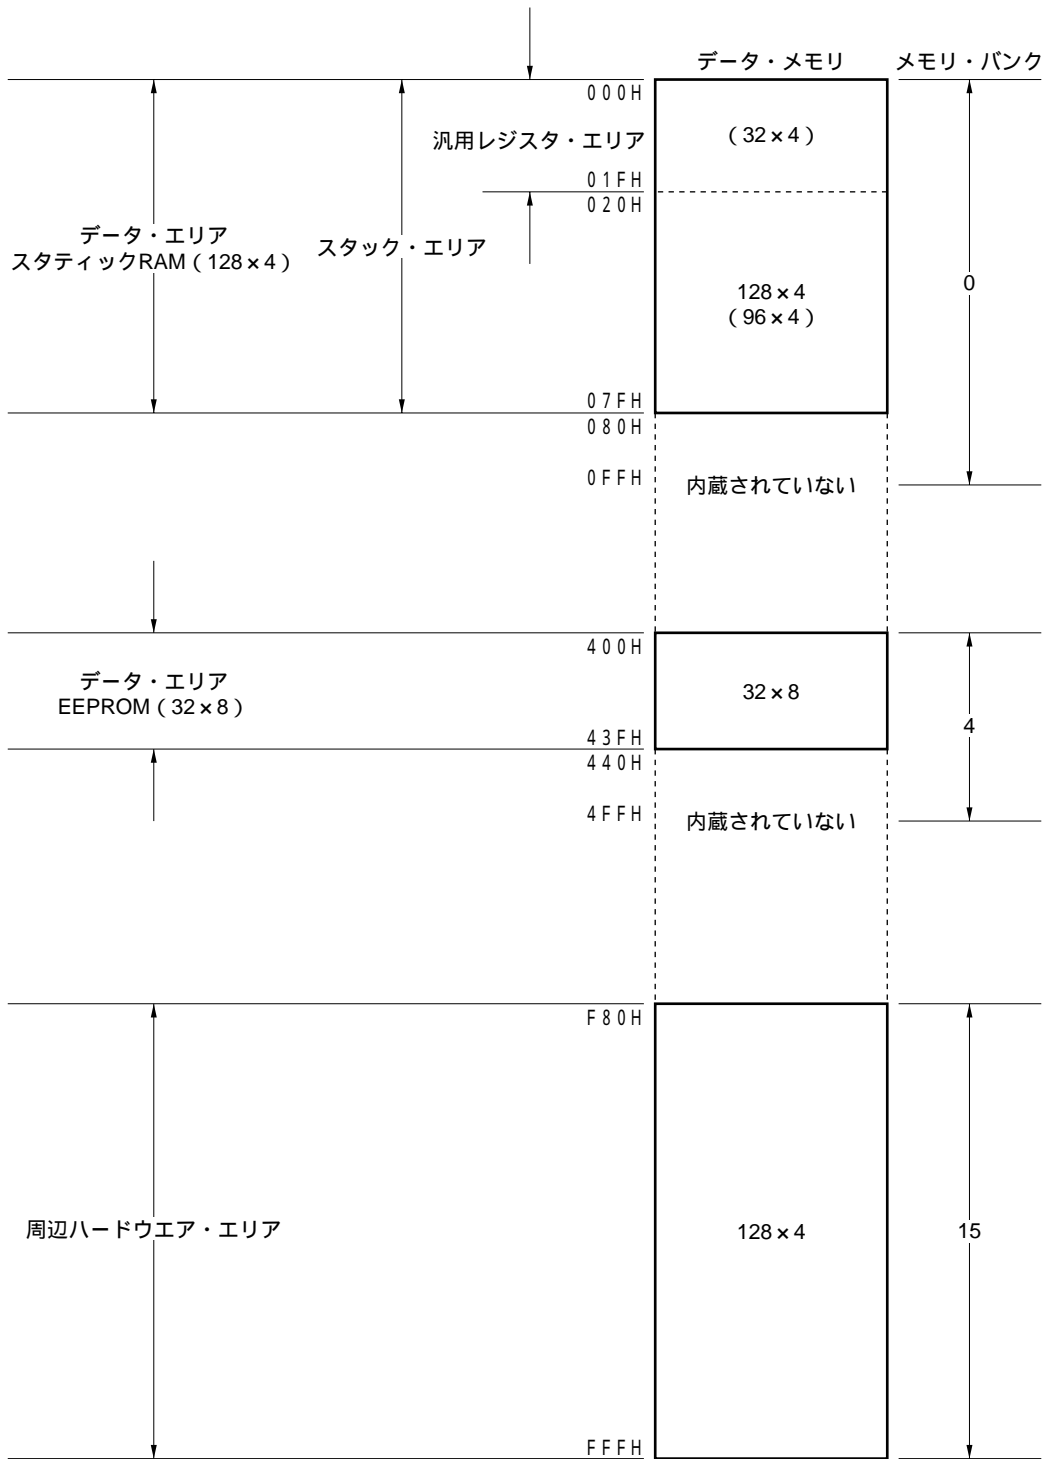 データ・メモリ
メモリ・バンク
000H
汎用レジスタ・エリア
(32×4)
01FH
020H
データ・エリア
スタティックRAM(128×4)
スタック・エリア
128×4
(96×4)
0
07FH
080H
0FFH
内蔵されていない
400H
データ・エリア
EEPROM(32×8)
32×8
4
43FH
440H
4FFH
内蔵されていない
F80H
周辺ハードウエア・エリア
128×4
15
FFFH